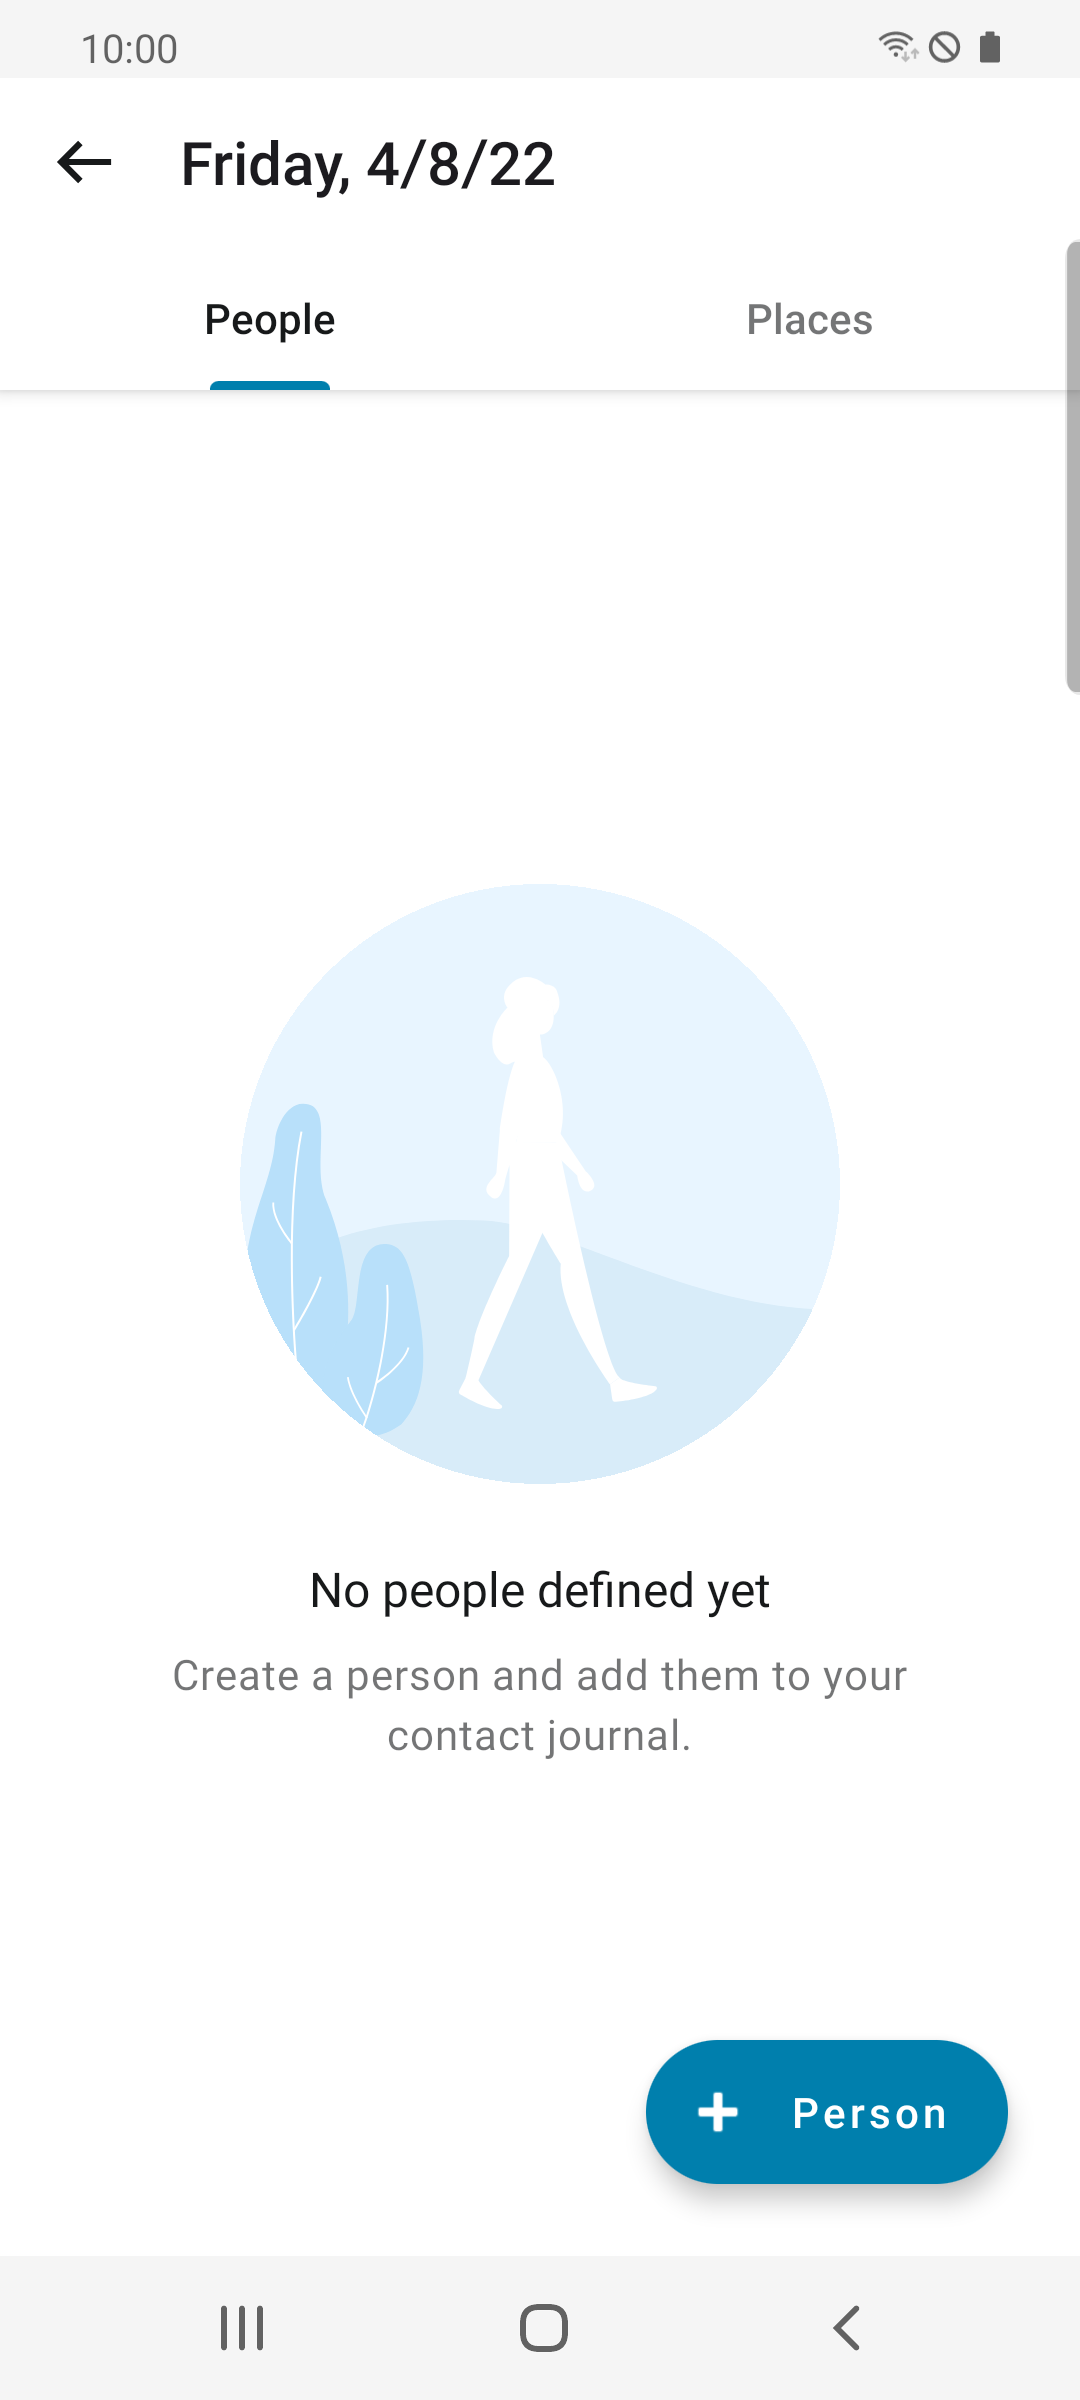 10:00
Friday, 4/8/22
People
Places
No people defined yet
Create a person and add them to your
contact journal.
Person